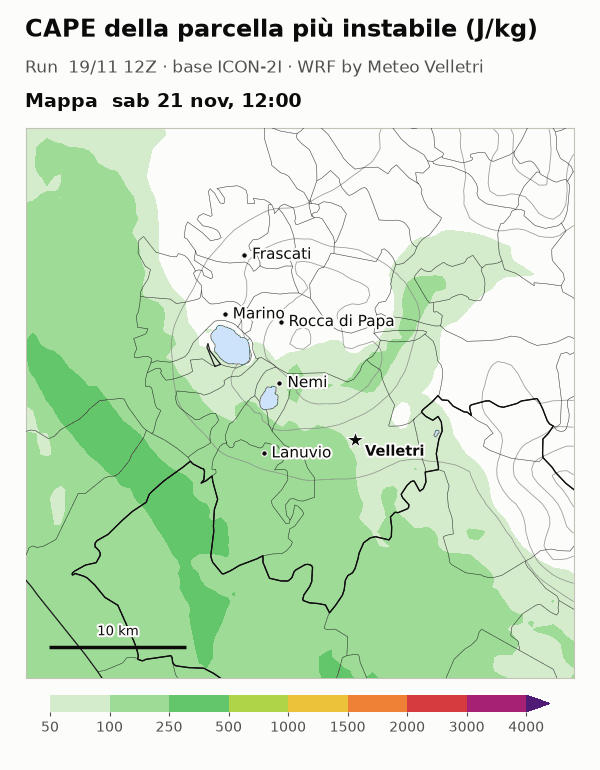 CAPE della parcella più instabile (J/kg)
Run  19/11 12Z · base ICON-2I · WRF by Meteo Velletri
Mappa  sab 21 nov, 12:00
Frascati
Marino
Rocca di Papa
Nemi
Velletri
Lanuvio
10 km
50 100 250 500 1000 1500 2000 3000 4000